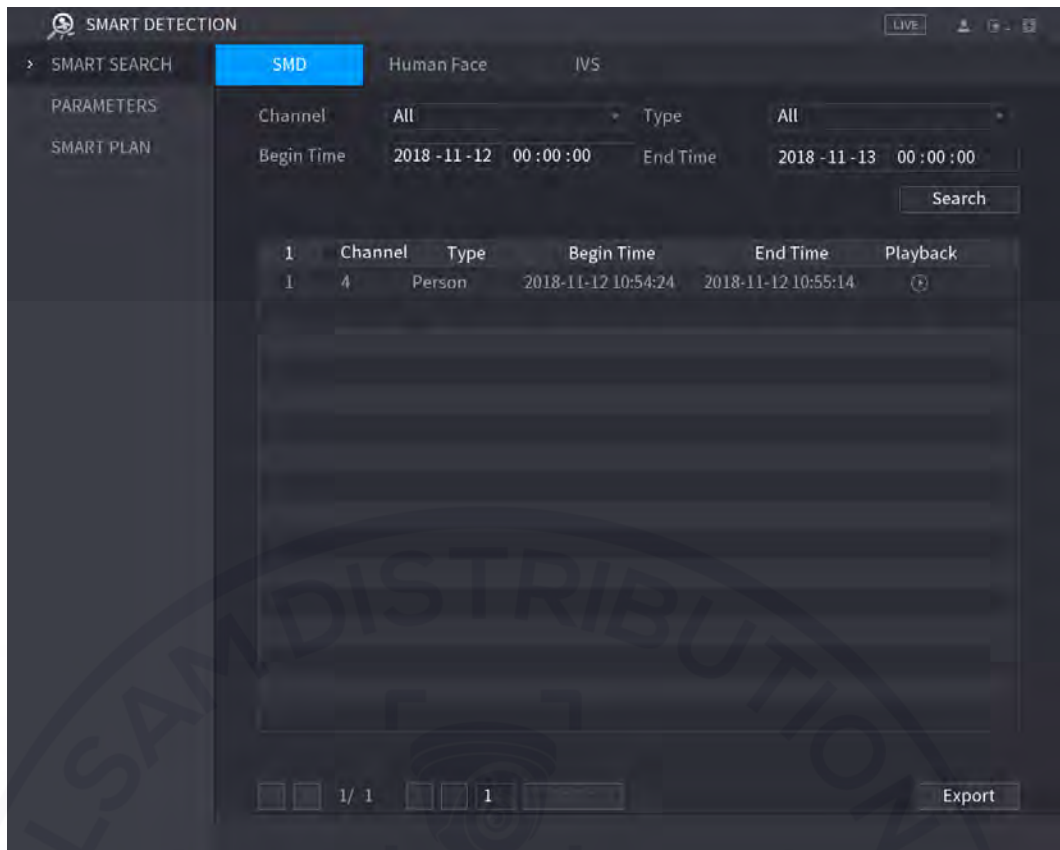 SMART DETECTION
LIVE
SMART SEARCH
SMD Human Face IVS
PARAMETERS
Channel All Type All
SMART PLAN
Begin Time 2018 -11 -12 00 :00 :00 End Time 2018 -11 -13 00 :00 :00
Search
1 Channel Type Begin Time End Time Playback
1 4 Person 2018-11-12 10:54:24 2018-11-12 10:55:14
1/ 1 1
Export
SAMDISTRIBUTION